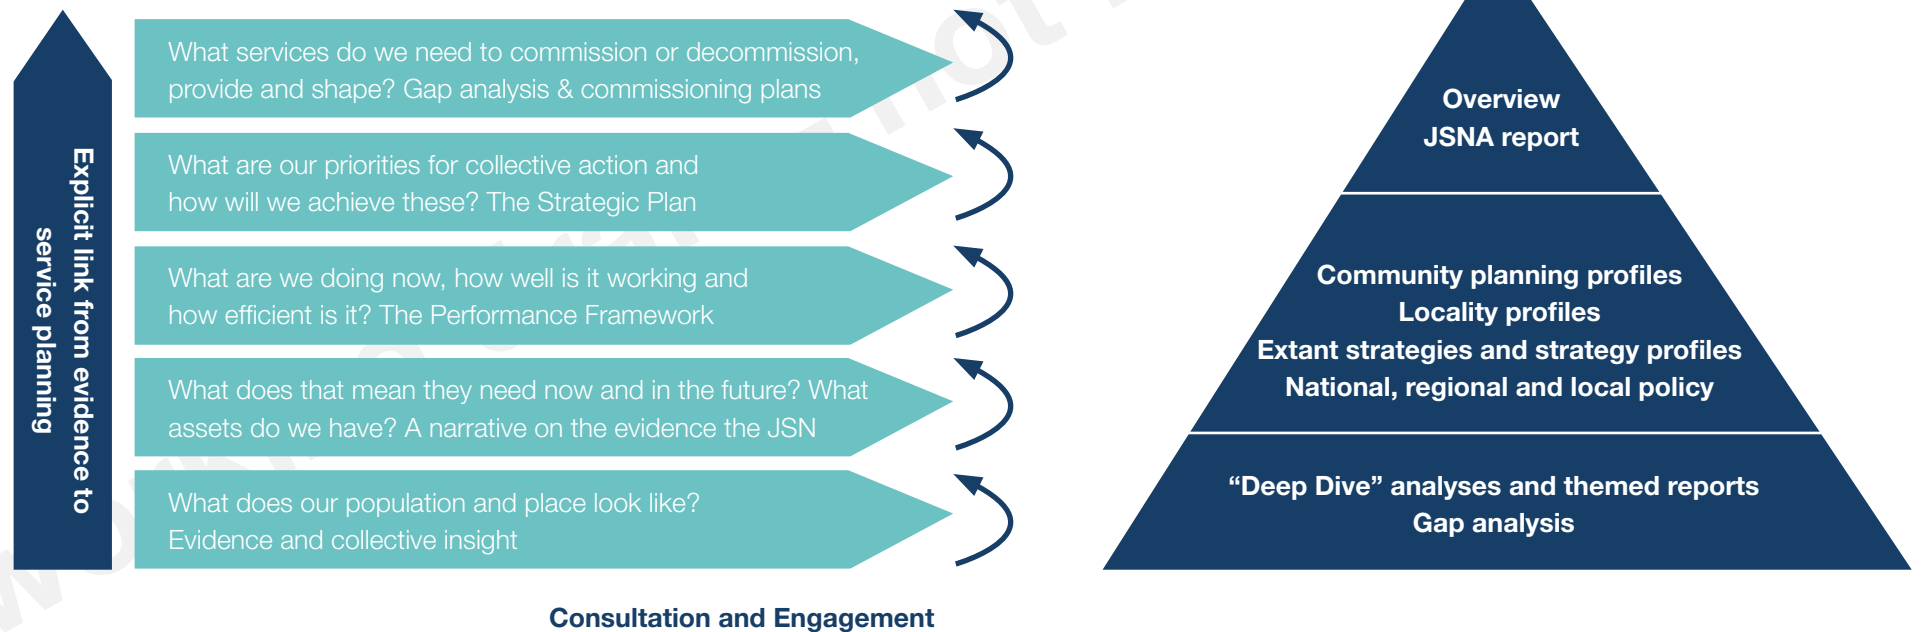 Explicit link from evidence to
service planning
What services do we need to commission or decommission,
provide and shape? Gap analysis & commissioning plans
What are our priorities for collective action and
how will we achieve these? The Strategic Plan
What are we doing now, how well is it working and
how efficient is it? The Performance Framework
What does that mean they need now and in the future? What
assets do we have? A narrative on the evidence the JSN
What does our population and place look like?
Evidence and collective insight
Consultation and Engagement
Overview
JSNA report
Community planning profiles
Locality profiles
Extant strategies and strategy profiles
National, regional and local policy
“Deep Dive” analyses and themed reports
Gap analysis